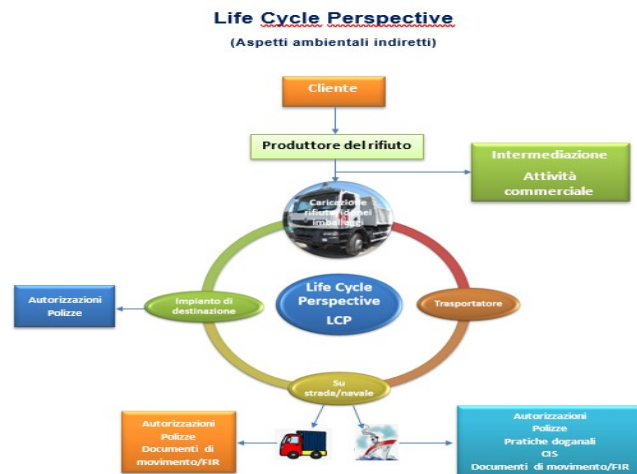 Life Cycle Perspective
(Aspetti ambientali indiretti)
Cliente
Produttore del rifiuto
Intermediazione
Attività
commerciale
Caricazione
imballaggi
Life Cycle
Perspective
LCP
Impianto di
destinazione
Trasportatore
Autorizzazioni
Polizze
Su
strada/navale
Autorizzazioni
Polizze
Documenti di
movimento/FIR
Autorizzazioni
Polizze
Pratiche doganali
CIS
Documenti di movimento/FIR